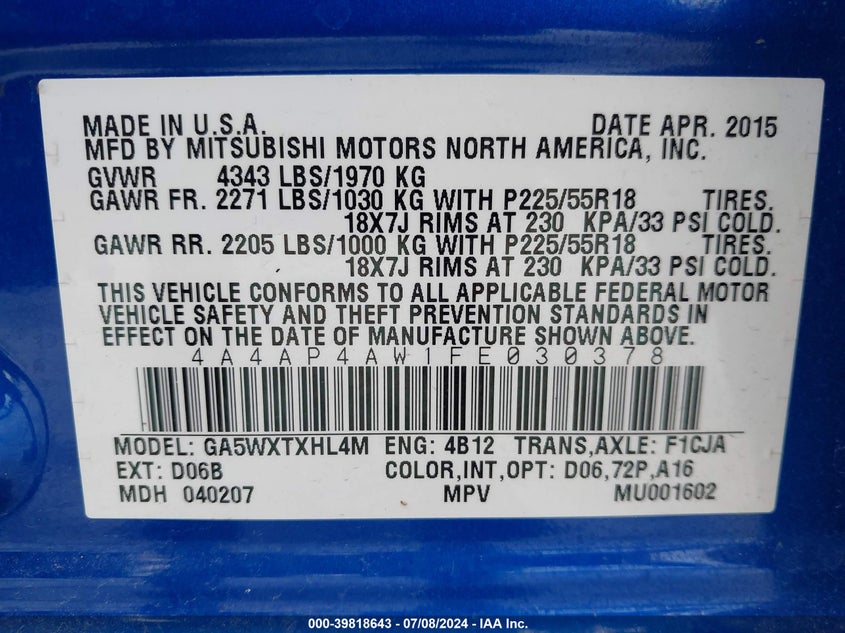 MADE IN U.S.A. DATE APR. 2015
MFD BY MITSUBISHI MOTORS NORTH AMERICA, INC.
GVWR 4343 LBS/1970 KG
GAWR FR. 2271 LBS/1030 KG WITH P225/55R18 TIRES.
18X7J RIMS AT 230 KPA/33 PSI COLD.
GAWR RR. 2205 LBS/1000 KG WITH P225/55R18 TIRES.
18X7J RIMS AT 230 KPA/33 PSI COLD.
THIS VEHICLE CONFORMS TO ALL APPLICABLE FEDERAL MOTOR
VEHICLE SAFETY AND THEFT PREVENTION STANDARDS IN
EFFECT ON THE DATE OF MANUFACTURE SHOWN ABOVE.
4A4AP4AW1FE030378
MODEL: GA5WXTXHL4M ENG: 4B12 TRANS,AXLE: F1CJA
EXT: D06B COLOR,INT,OPT: D06,72P,A16
MDH 040207 MPV MU001602
000-39818643 - 07/08/2024 - IAA Inc.